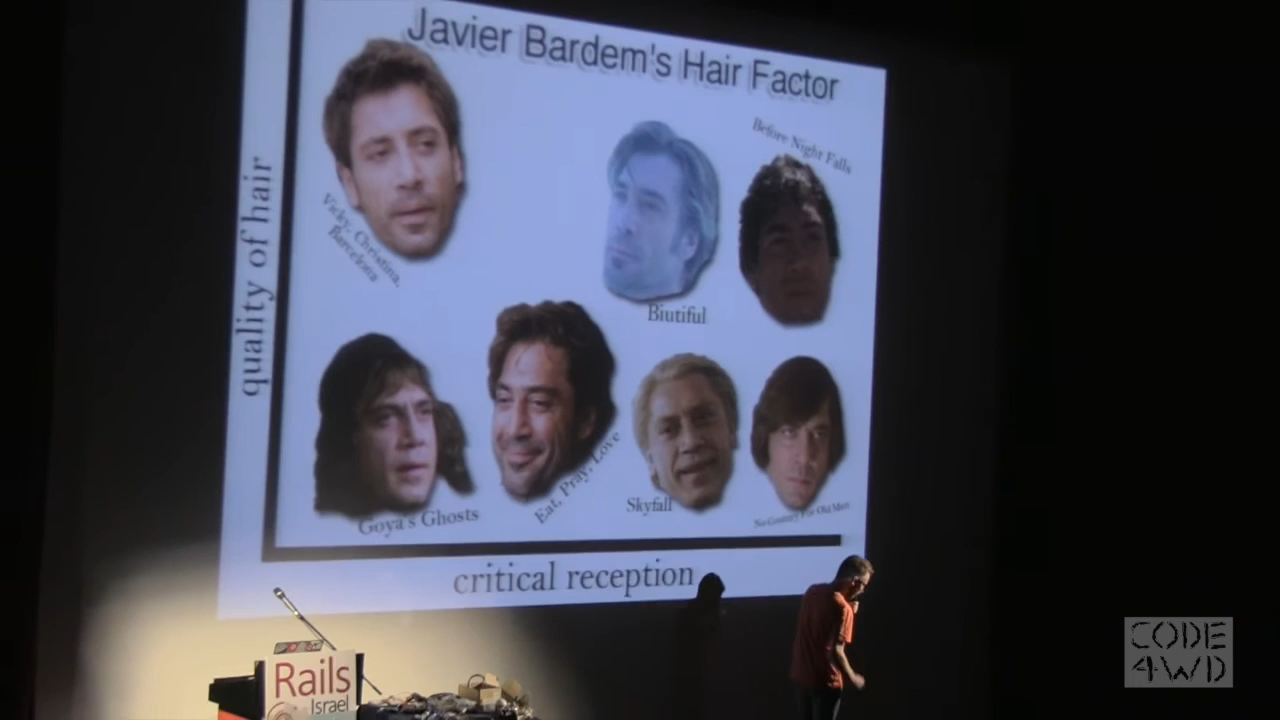 Javier Bardem's Hair Factor
quality of hair
Vicky, Christina,
Barcelona
Biutiful
Before Night Falls
Goya's Ghosts
Eat, Pray, Love
Skyfall
No Country For Old Men
critical reception
Rails
Israel
CODE
4WD